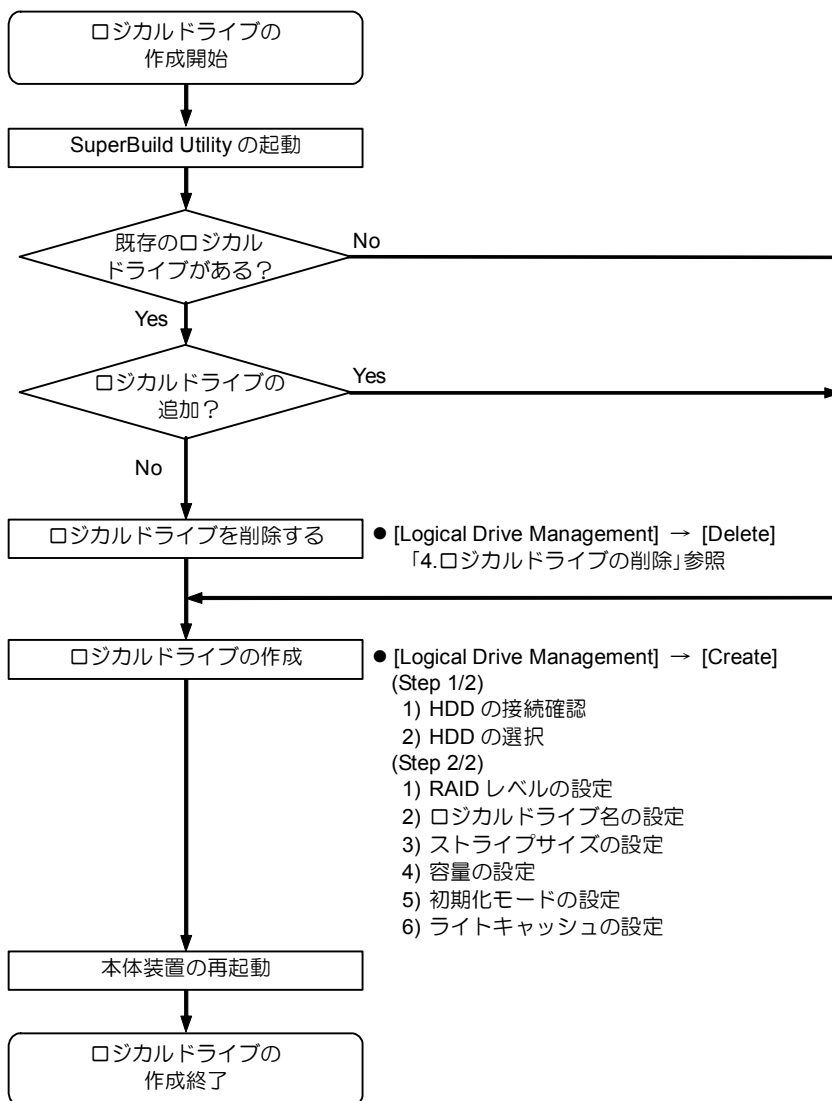 ロジカルドライブの
作成開始
SuperBuild Utility の起動
既存のロジカル
ドライブがある？
No
Yes
ロジカルドライブの
追加？
Yes
No
ロジカルドライブを削除する
● [Logical Drive Management] → [Delete]
「4.ロジカルドライブの削除」参照
ロジカルドライブの作成
● [Logical Drive Management] → [Create]
(Step 1/2)
1) HDD の接続確認
2) HDD の選択
(Step 2/2)
1) RAID レベルの設定
2) ロジカルドライブ名の設定
3) ストライプサイズの設定
4) 容量の設定
5) 初期化モードの設定
6) ライトキャッシュの設定
本体装置の再起動
ロジカルドライブの
作成終了